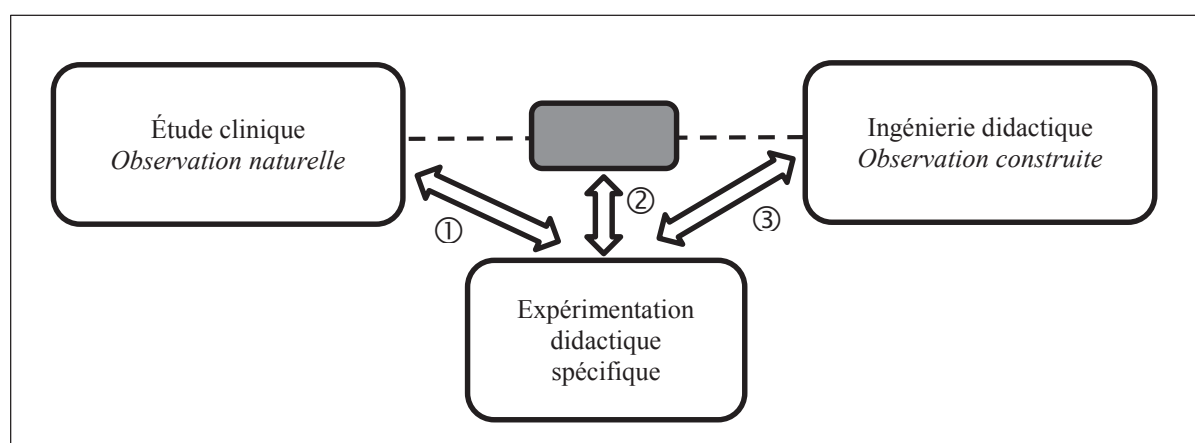 Étude clinique
Observation naturelle
Ingénierie didactique
Observation construite
①
②
③
Expérimentation
didactique
spécifique